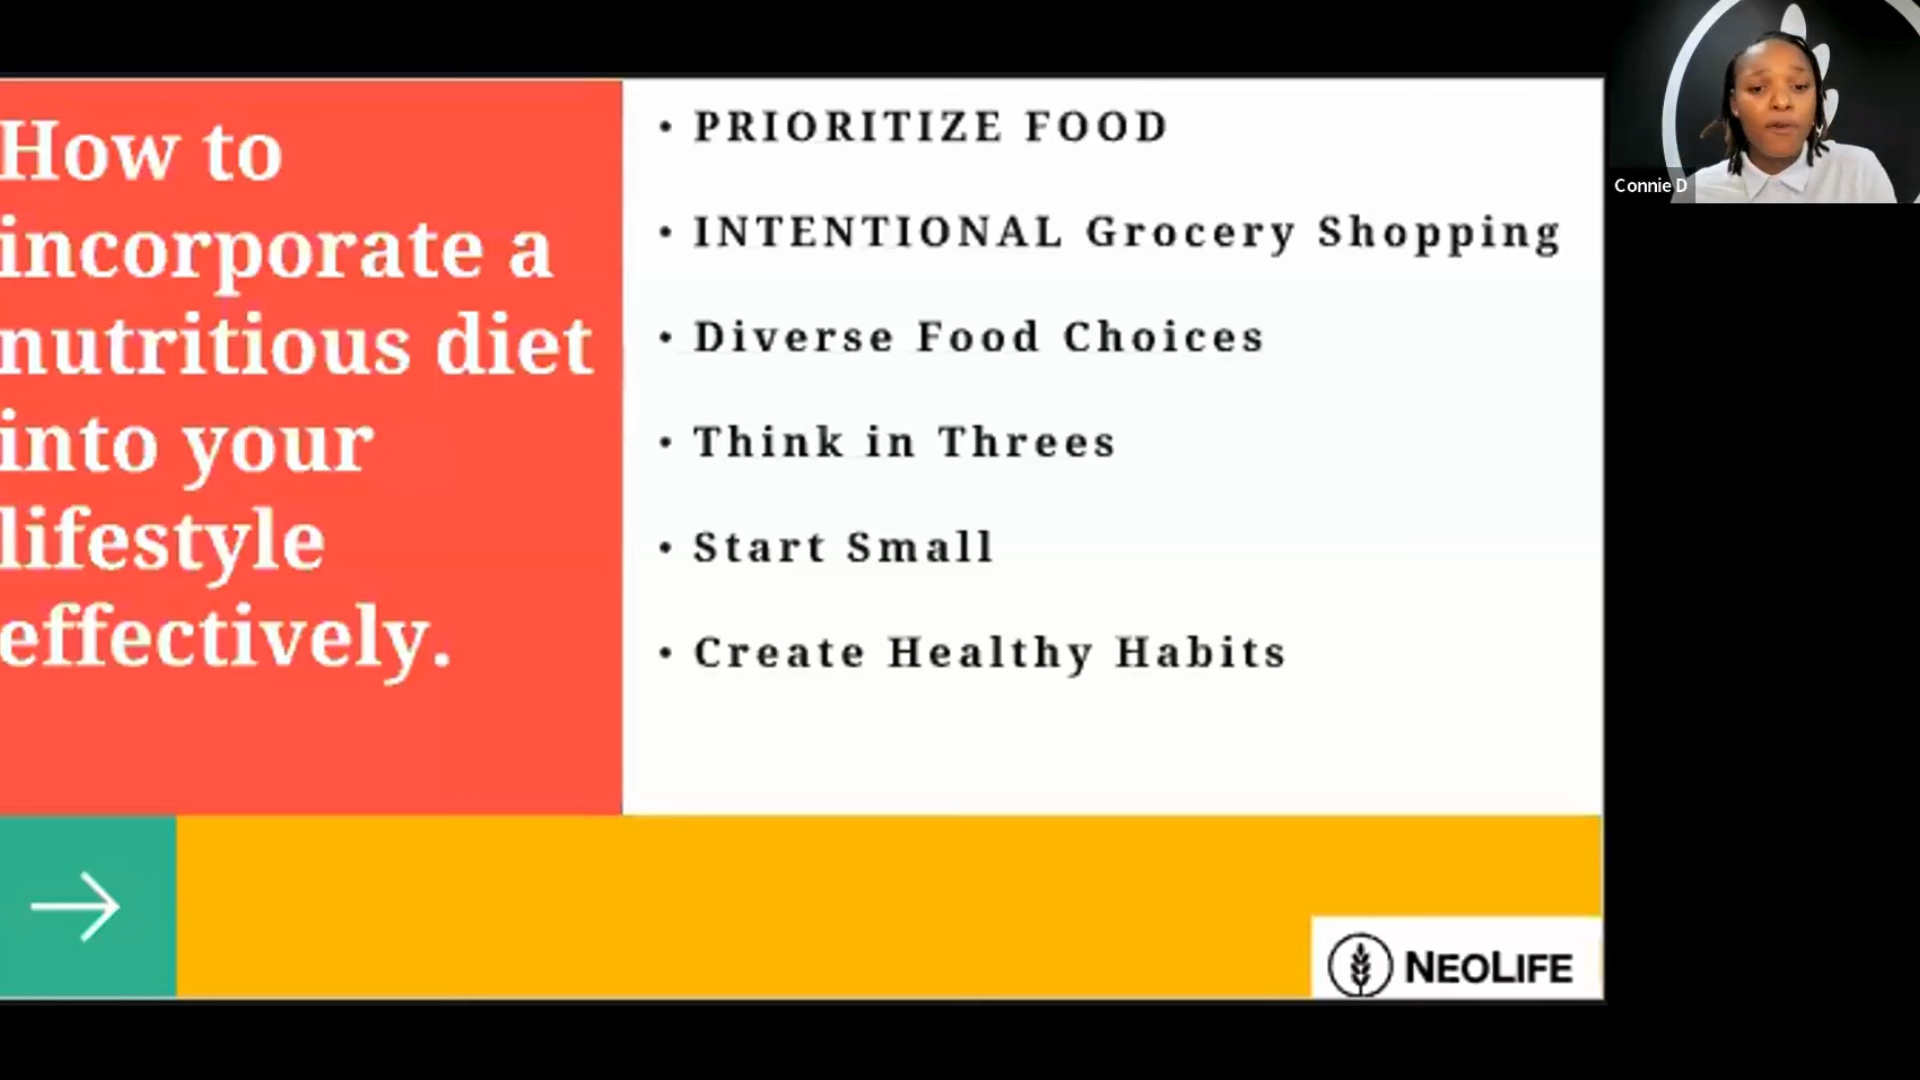 How to
incorporate a
nutritious diet
into your
lifestyle
effectively.
• PRIORITIZE FOOD
• INTENTIONAL Grocery Shopping
• Diverse Food Choices
• Think in Threes
• Start Small
• Create Healthy Habits
NEOLIFE
Connie D